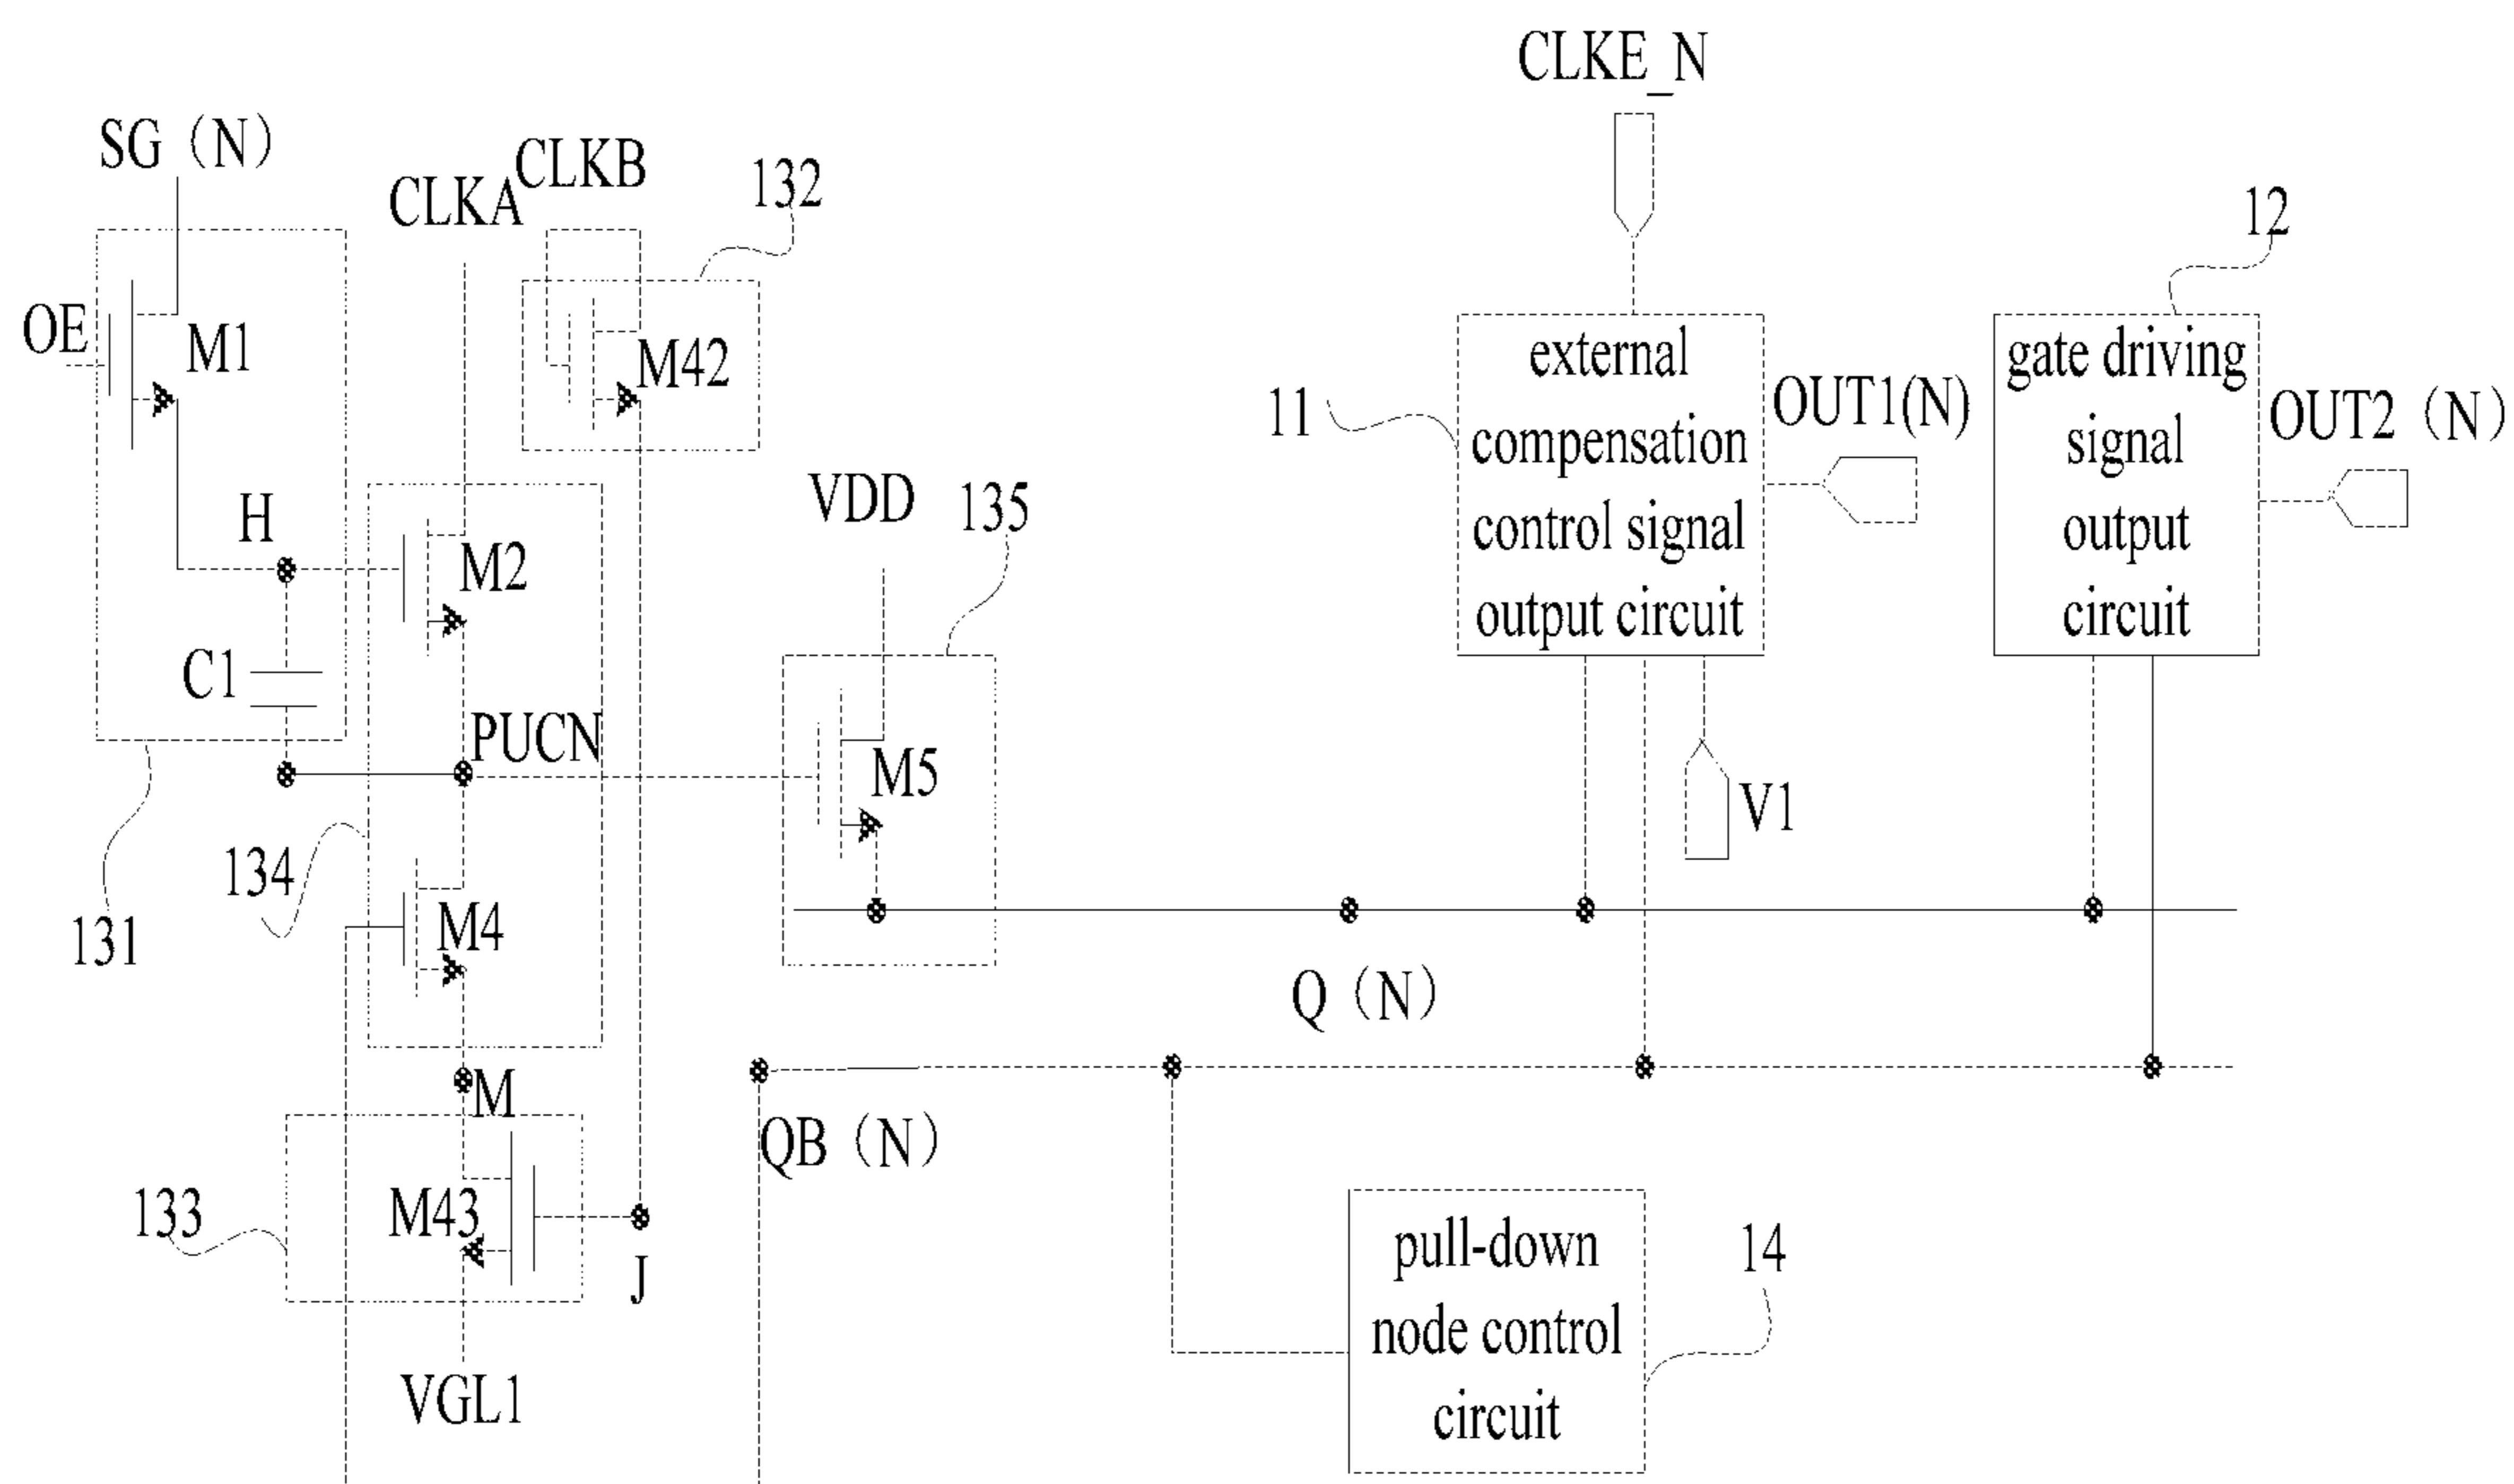 CLKE_N
SG (N)
CLKB
132
CLKA
12
OE
M1
M42
external
compensation
control signal
output circuit
gate driving
signal
output
circuit
11
OUT1(N)
OUT2 (N)
H
VDD
135
M2
C1
PUCN
M5
V1
134
M4
131
Q (N)
M
QB (N)
133
M43
J
pull-down
node control
circuit
14
VGL1